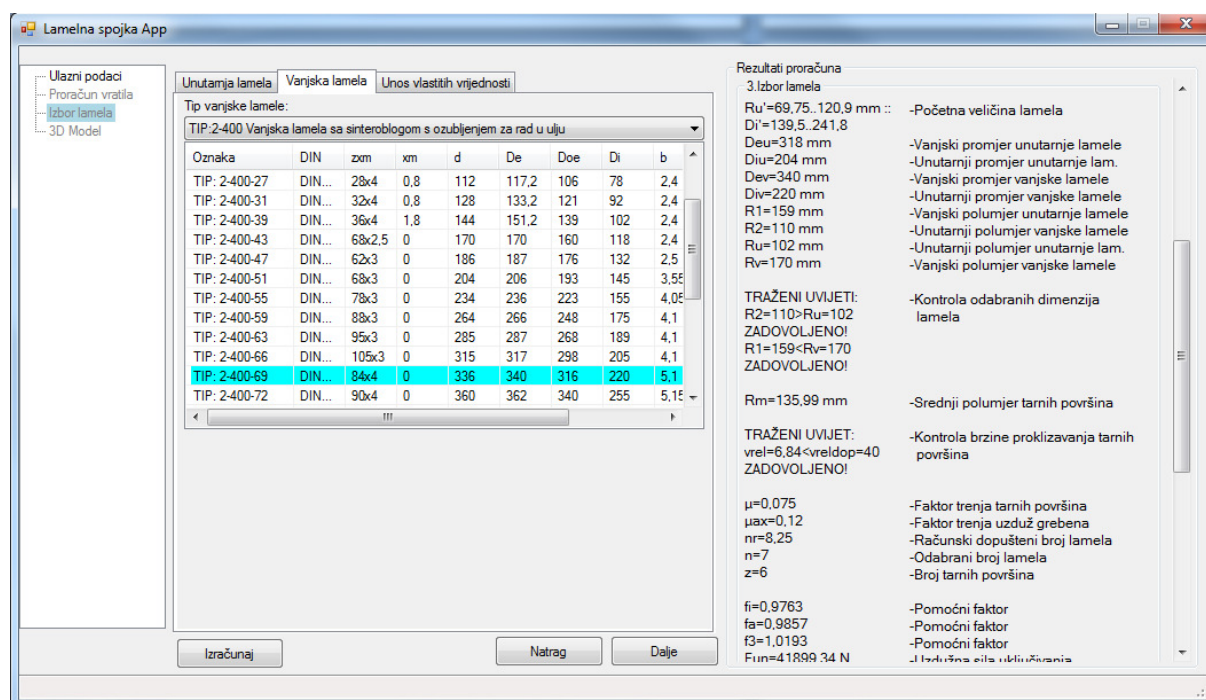 Lamelna spojka App
Ulazni podaci
Proračun vratila
Izbor lamela
3D Model
Unutarnja lamela Vanjska lamela Unos vlastitih vrijednosti
Tip vanjske lamele:
TIP:2-400 Vanjska lamela sa sinteroblogom s ozubljenjem za rad u ulju
Oznaka DIN zxm xm d De Doe Di b
TIP: 2-400-27 DIN... 28x4 0,8 112 117,2 106 78 2,4
TIP: 2-400-31 DIN... 32x4 0,8 128 133,2 121 92 2,4
TIP: 2-400-39 DIN... 36x4 1,8 144 151,2 139 102 2,4
TIP: 2-400-43 DIN... 68x2,5 0 170 170 160 118 2,4
TIP: 2-400-47 DIN... 62x3 0 186 187 176 132 2,5
TIP: 2-400-51 DIN... 68x3 0 204 206 193 145 3,55
TIP: 2-400-55 DIN... 78x3 0 234 236 223 155 4,05
TIP: 2-400-59 DIN... 88x3 0 264 266 248 175 4,1
TIP: 2-400-63 DIN... 95x3 0 285 287 268 189 4,1
TIP: 2-400-66 DIN... 105x3 0 315 317 298 205 4,1
TIP: 2-400-69 DIN... 84x4 0 336 340 316 220 5,1
TIP: 2-400-72 DIN... 90x4 0 360 362 340 255 5,15
Izračunaj
Natrag
Dalje
Rezultati proračuna
3.Izbor lamela
Ru'=69,75..120,9 mm :: -Početna veličina lamela
Di'=139,5..241,8
Deu=318 mm -Vanjski promjer unutarnje lamele
Diu=204 mm -Unutarnji promjer unutarnje lam.
Dev=340 mm -Vanjski promjer vanjske lamele
Div=220 mm -Unutarnji promjer vanjske lamele
R1=159 mm -Vanjski polumjer unutarnje lamele
R2=110 mm -Unutarnji polumjer vanjske lamele
Ru=102 mm -Unutarnji polumjer unutarnje lam.
Rv=170 mm -Vanjski polumjer vanjske lamele
TRAŽENI UVIJETI: -Kontrola odabranih dimenzija
R2=110>Ru=102 lamela
ZADOVOLJENO!
R1=159<Rv=170
ZADOVOLJENO!
Rm=135,99 mm -Srednji polumjer tarnih površina
TRAŽENI UVIJET: -Kontrola brzine proklizavanja tarnih
vrel=6,84<vreldop=40 površina
ZADOVOLJENO!
µ=0,075 -Faktor trenja tarnih površina
µax=0,12 -Faktor trenja uzduž grebena
nr=8,25 -Računski dopušteni broj lamela
n=7 -Odabrani broj lamela
z=6 -Broj tarnih površina
fi=0,9763 -Pomoćni faktor
fa=0,9857 -Pomoćni faktor
f3=1,0193 -Pomoćni faktor
Fun=41899,34 N -Uzdužna sila uključivanja